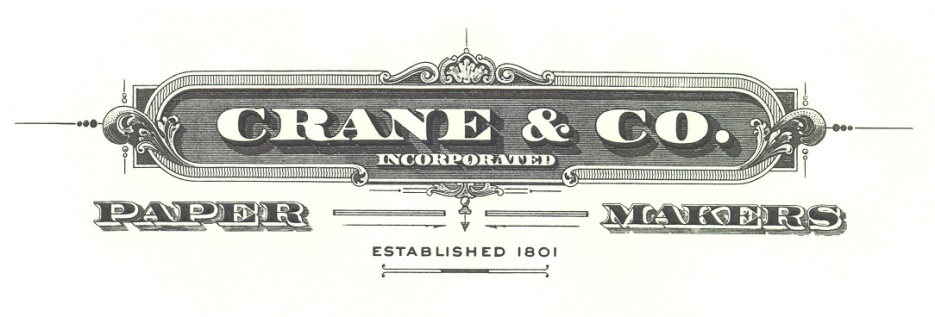 CRANE & CO.
INCORPORATED
PAPER MAKERS
ESTABLISHED 1801